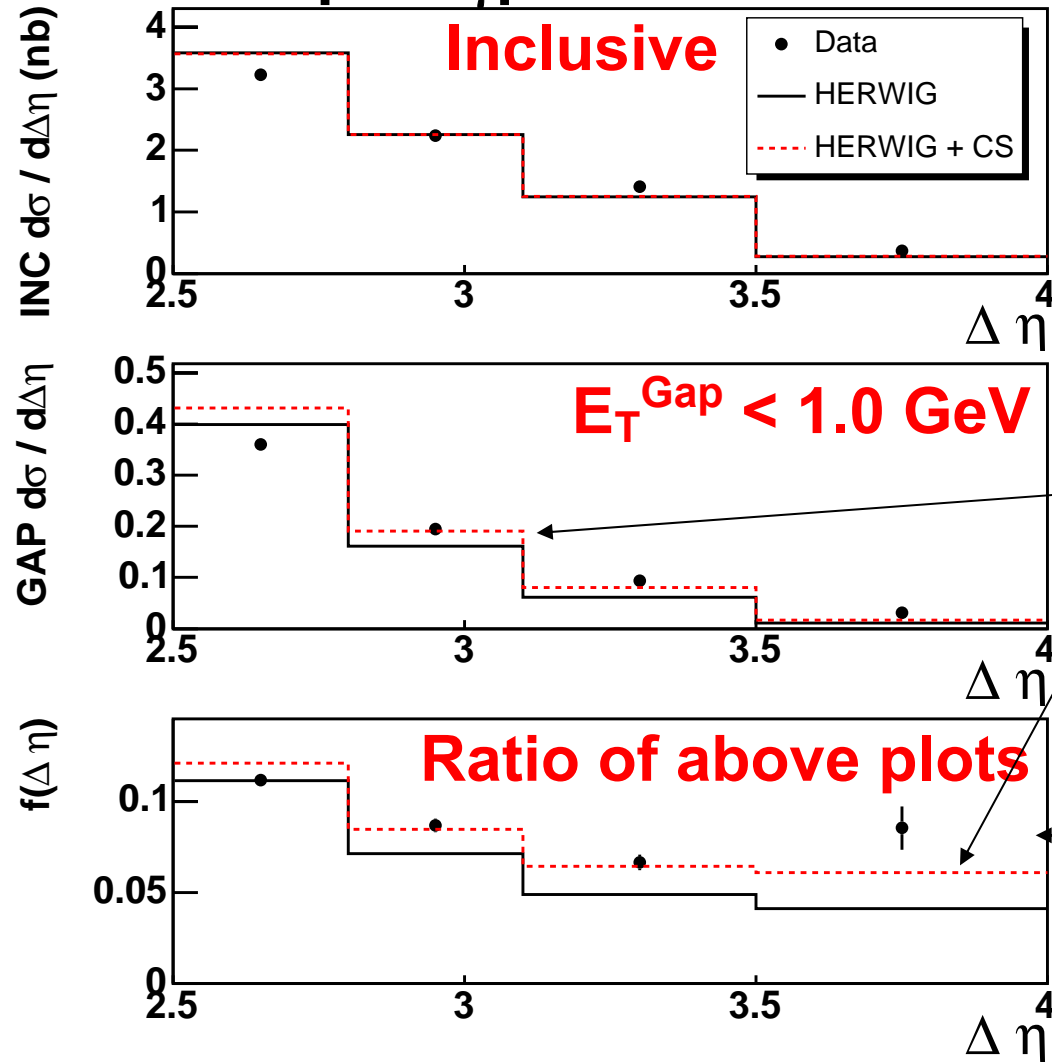 INC dσ / dΔη (nb)
4
3
2
1
0
Inclusive
Data
HERWIG
HERWIG + CS
2.5
3
3.5
4
Δ η
GAP dσ / dΔη
0.5
0.4
0.3
0.2
0.1
0
E_T^Gap < 1.0 GeV
2.5
3
3.5
4
Δ η
f(Δ η)
0.1
0.05
0
Ratio of above plots
2.5
3
3.5
4
Δ η